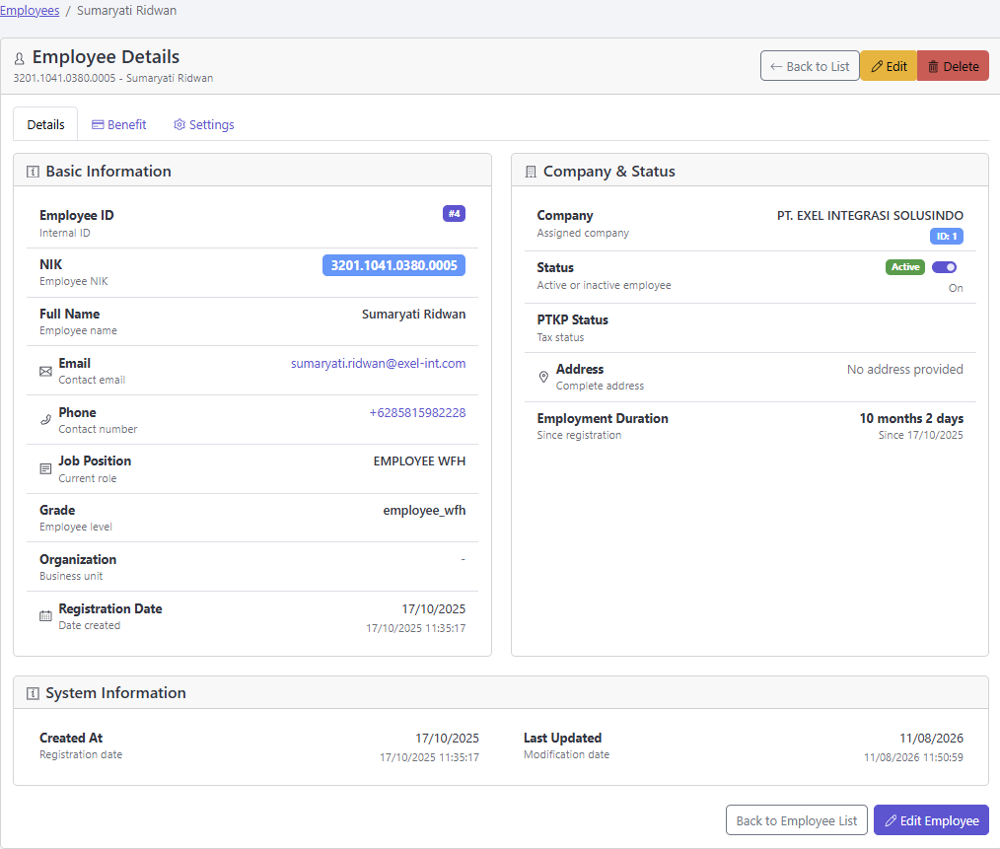 Employees / Sumaryati Ridwan
Employee Details
3201.1041.0380.0005 - Sumaryati Ridwan
← Back to List
Edit
Delete
Details
Benefit
Settings
Basic Information
Employee ID
Internal ID
#4
NIK
Employee NIK
3201.1041.0380.0005
Full Name
Employee name
Sumaryati Ridwan
Email
Contact email
sumaryati.ridwan@exel-int.com
Phone
Contact number
+6285815982228
Job Position
Current role
EMPLOYEE WFH
Grade
Employee level
employee_wfh
Organization
Business unit
-
Registration Date
Date created
17/10/2025
17/10/2025 11:35:17
Company & Status
Company
Assigned company
PT. EXEL INTEGRASI SOLUSINDO
ID: 1
Status
Active or inactive employee
Active
On
PTKP Status
Tax status
Address
Complete address
No address provided
Employment Duration
Since registration
10 months 2 days
Since 17/10/2025
System Information
Created At
Registration date
17/10/2025
17/10/2025 11:35:17
Last Updated
Modification date
11/08/2026
11/08/2026 11:50:59
Back to Employee List
Edit Employee